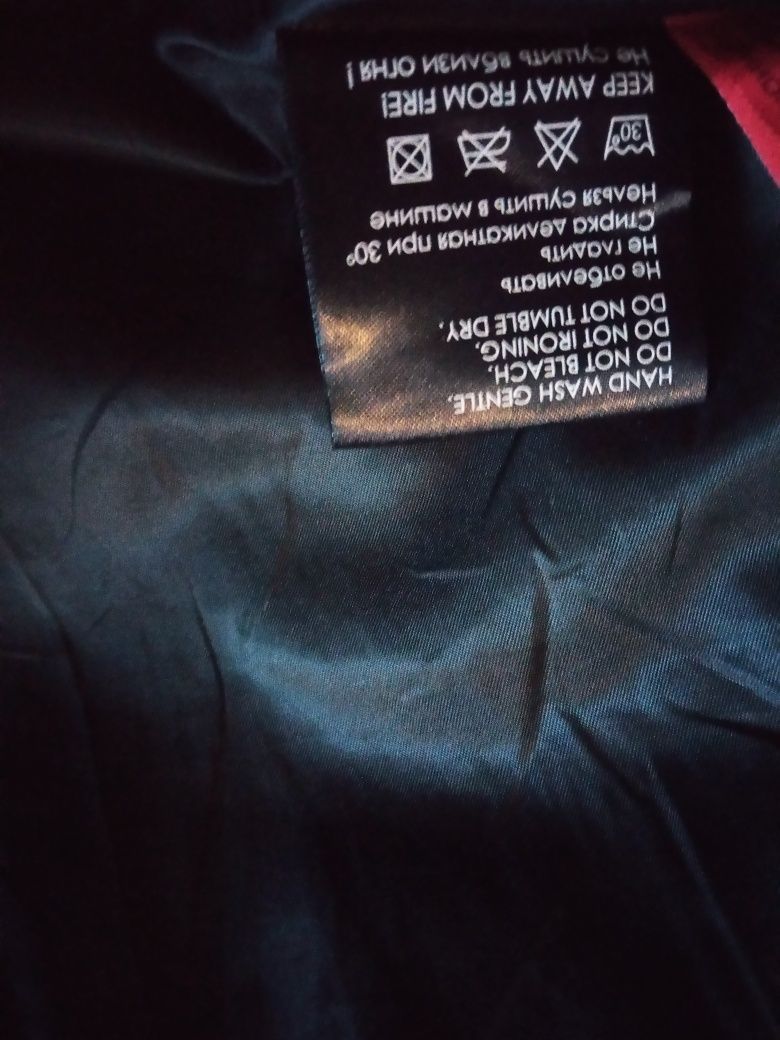 HAND WASH GENTLE,
DO NOT BLEACH,
DO NOT IRONING,
DO NOT TUMBLE DRY,
Не отбеливать
Не гладить
Стирка деликатная при 30°
Нельзя сушить в машине
30°
KEEP AWAY FROM FIRE!
Не сушить вблизи огня !